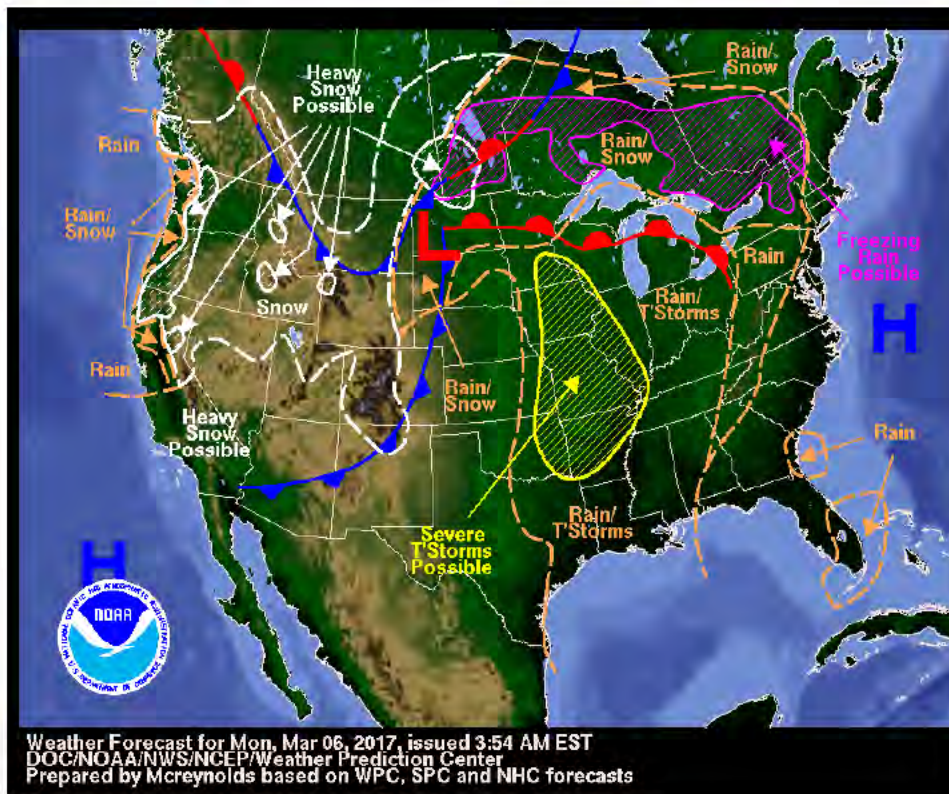 Rain/
Snow
Heavy
Snow
Possible
Rain
Rain/
Snow
Rain/
Snow
Freezing
Rain
Possible
Rain
L
Snow
Rain/
T'Storms
H
Rain
Rain/
Snow
Heavy
Snow
Possible
Rain
Rain/
T'Storms
Severe
T'Storms
Possible
H
NOAA
Weather Forecast for Mon, Mar 06, 2017, issued 3:54 AM EST
DOC/NOAA/NWS/NCEP/Weather Prediction Center
Prepared by Mcreynolds based on WPC, SPC and NHC forecasts